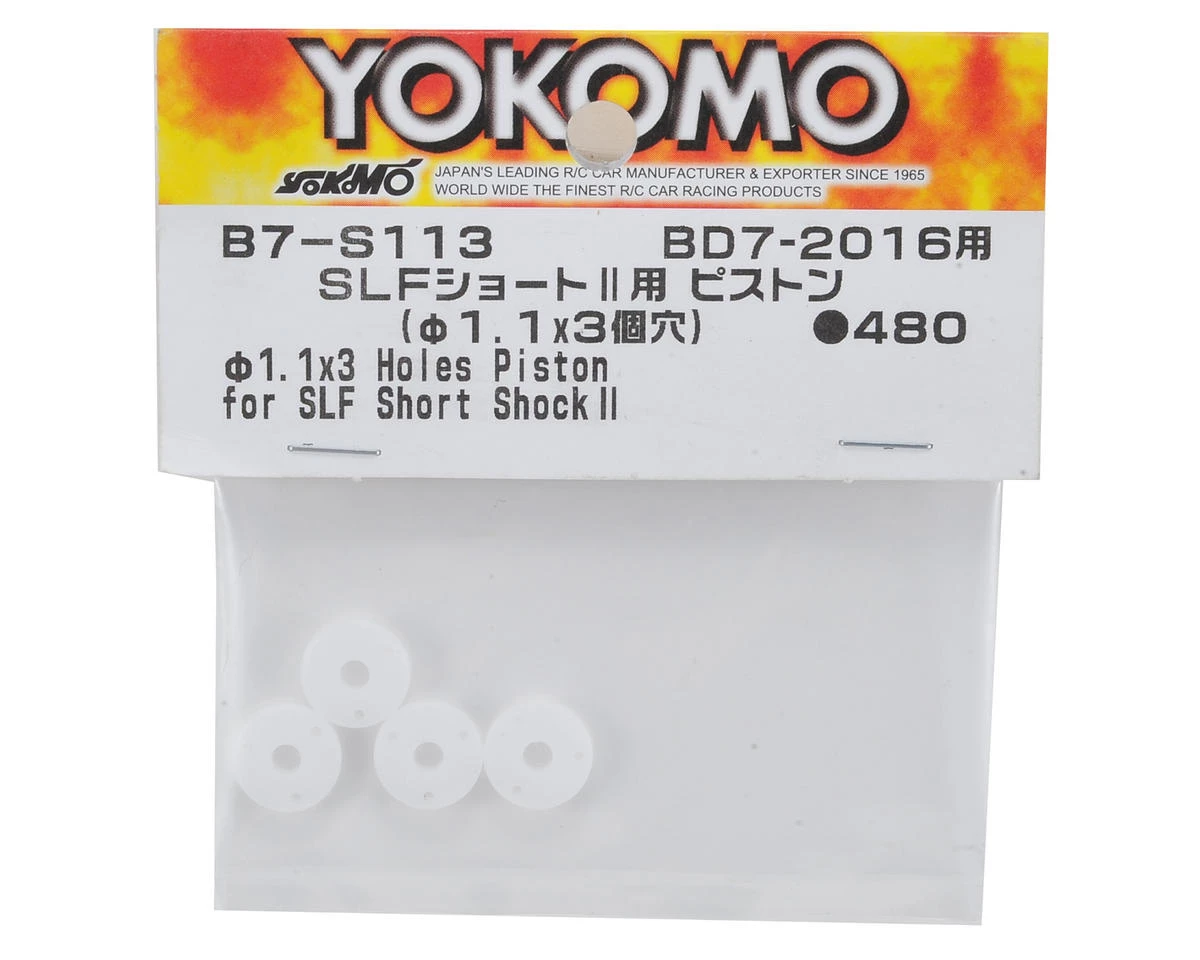 YOKOMO
YOKOMO
JAPAN'S LEADING R/C CAR MANUFACTURER & EXPORTER SINCE 1965
WORLD WIDE THE FINEST R/C CAR RACING PRODUCTS
B7-S113 BD7-2016用
SLFショートⅡ用 ピストン
(Φ1.1x3個穴) ●480
Φ1.1x3 Holes Piston
for SLF Short ShockⅡ